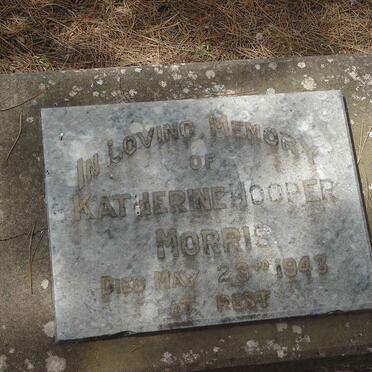 IN LOVING MEMORY
OF
KATHERINE HOOPER
MORRIS
DIED MAY 23RD 1943
AT REST